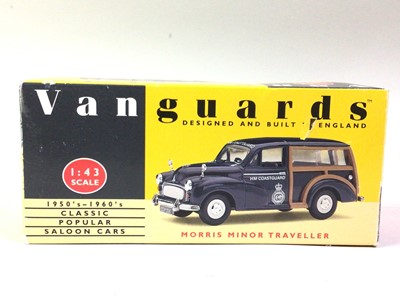 Vanguards™
DESIGNED AND BUILT IN ENGLAND
1:43
SCALE
HM COASTGUARD
1950's-1960's
CLASSIC
POPULAR
SALOON CARS
MORRIS MINOR TRAVELLER